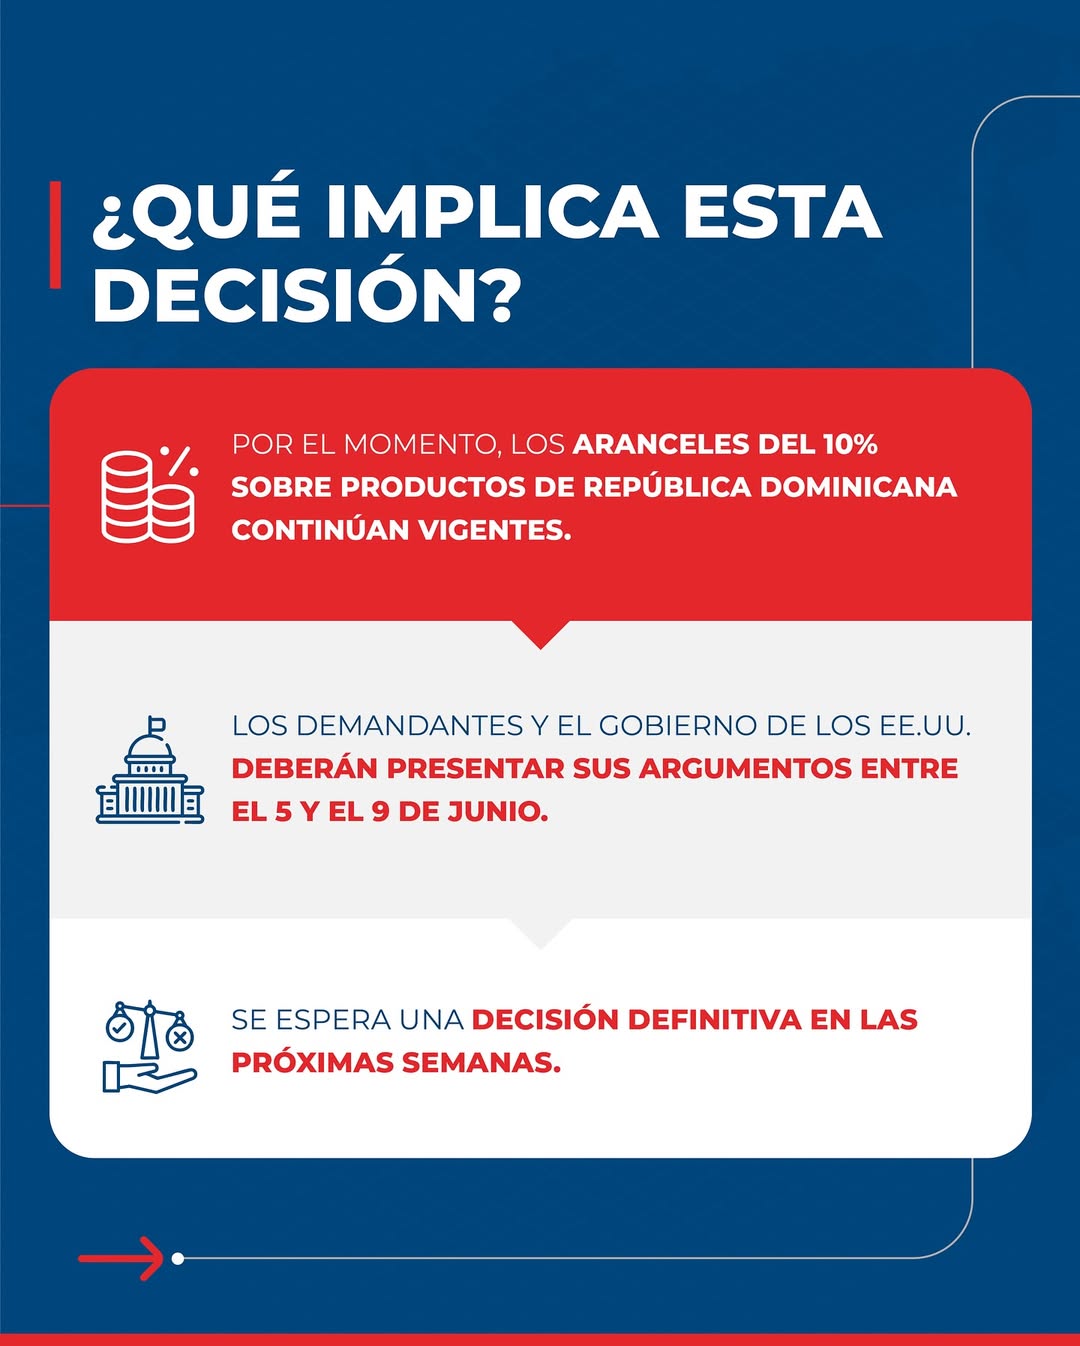 ¿QUÉ IMPLICA ESTA
DECISIÓN?
POR EL MOMENTO, LOS ARANCELES DEL 10%
SOBRE PRODUCTOS DE REPÚBLICA DOMINICANA
CONTINÚAN VIGENTES.
LOS DEMANDANTES Y EL GOBIERNO DE LOS EE.UU.
DEBERÁN PRESENTAR SUS ARGUMENTOS ENTRE
EL 5 Y EL 9 DE JUNIO.
SE ESPERA UNA DECISIÓN DEFINITIVA EN LAS
PRÓXIMAS SEMANAS.